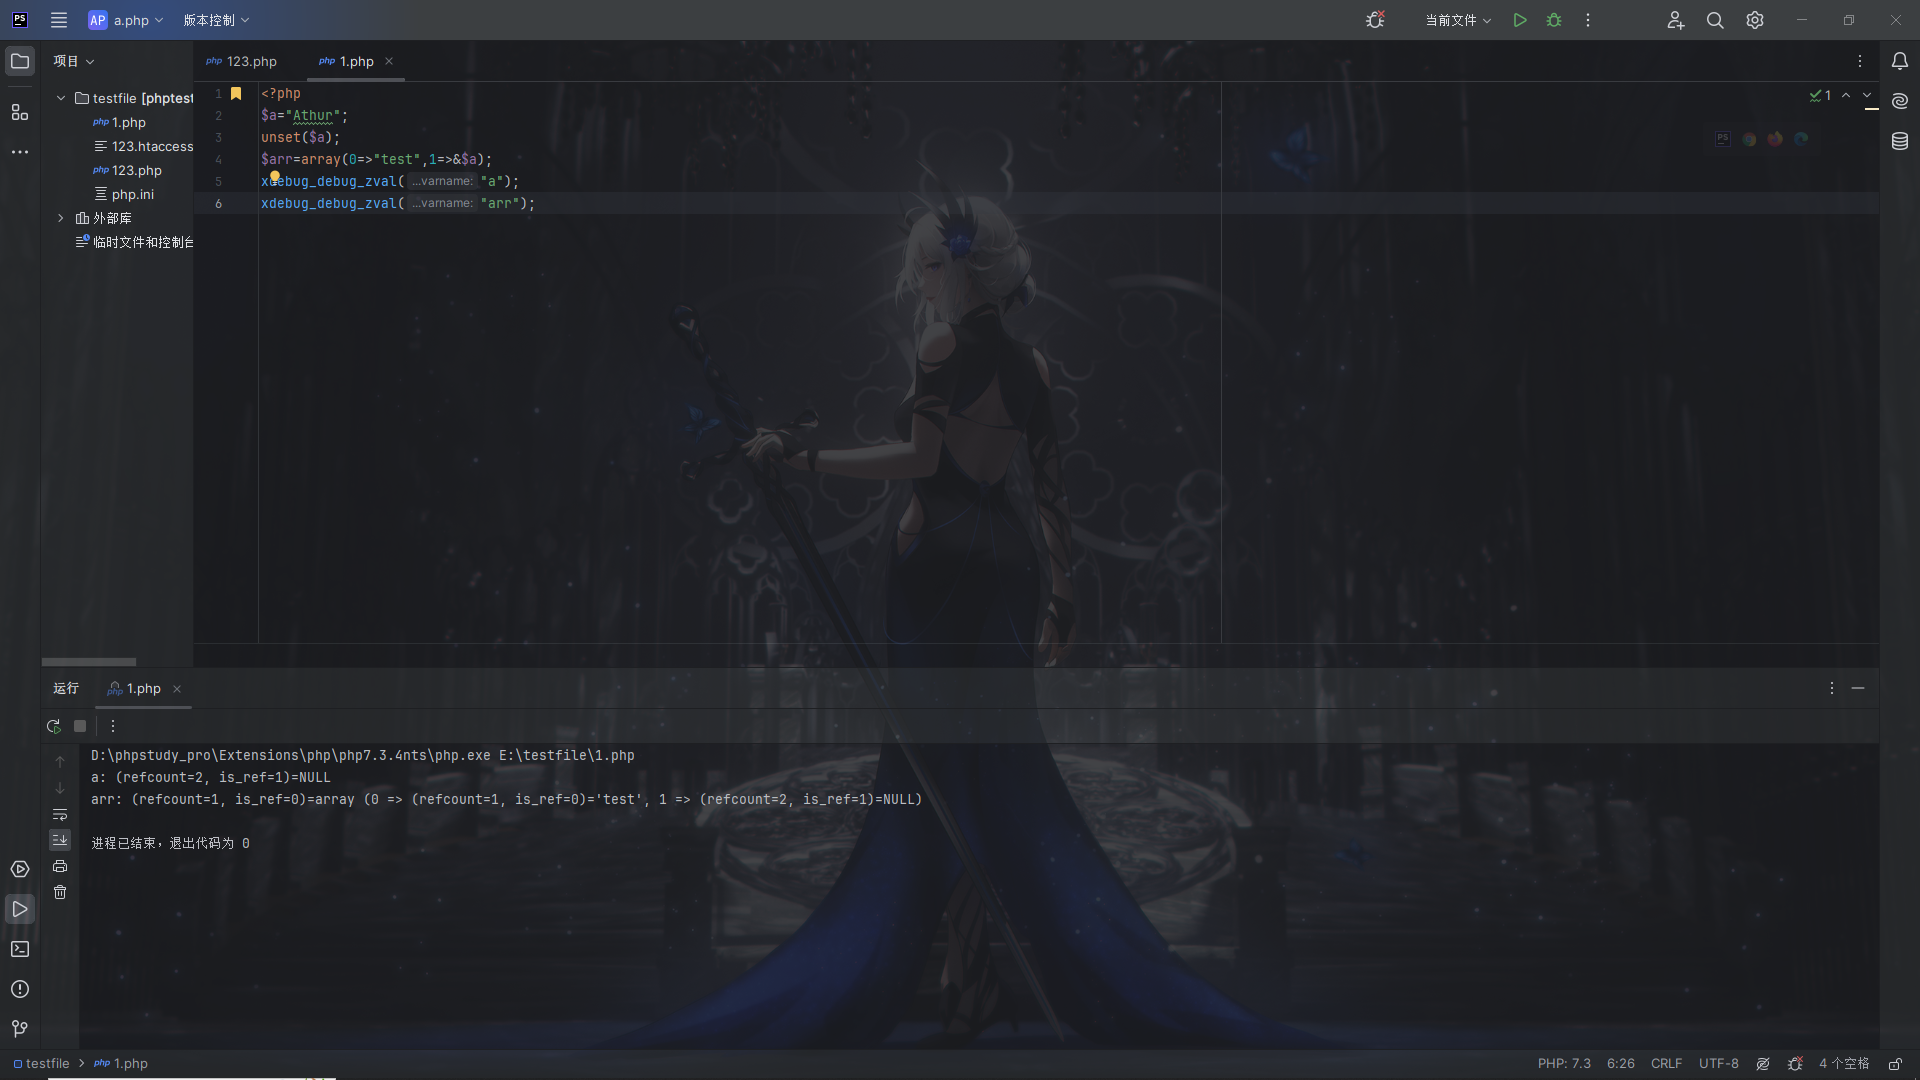 PS
AP a.php 版本控制 当前文件
项目
123.php
1.php
testfile [phptest
1.php
123.htaccess
123.php
php.ini
外部库
临时文件和控制台
1 <?php
2 $a="Athur";
3 unset($a);
4 $arr=array(0=>"test",1=>&$a);
5 xdebug_debug_zval( ...varname: "a");
6 xdebug_debug_zval( ...varname: "arr");
1
运行
php 1.php
D:\phpstudy_pro\Extensions\php\php7.3.4nts\php.exe E:\testfile\1.php
a: (refcount=2, is_ref=1)=NULL
arr: (refcount=1, is_ref=0)=array (0 => (refcount=1, is_ref=0)='test', 1 => (refcount=2, is_ref=1)=NULL)
进程已结束，退出代码为 0
testfile > php 1.php
PHP: 7.3 6:26 CRLF UTF-8 4 个空格